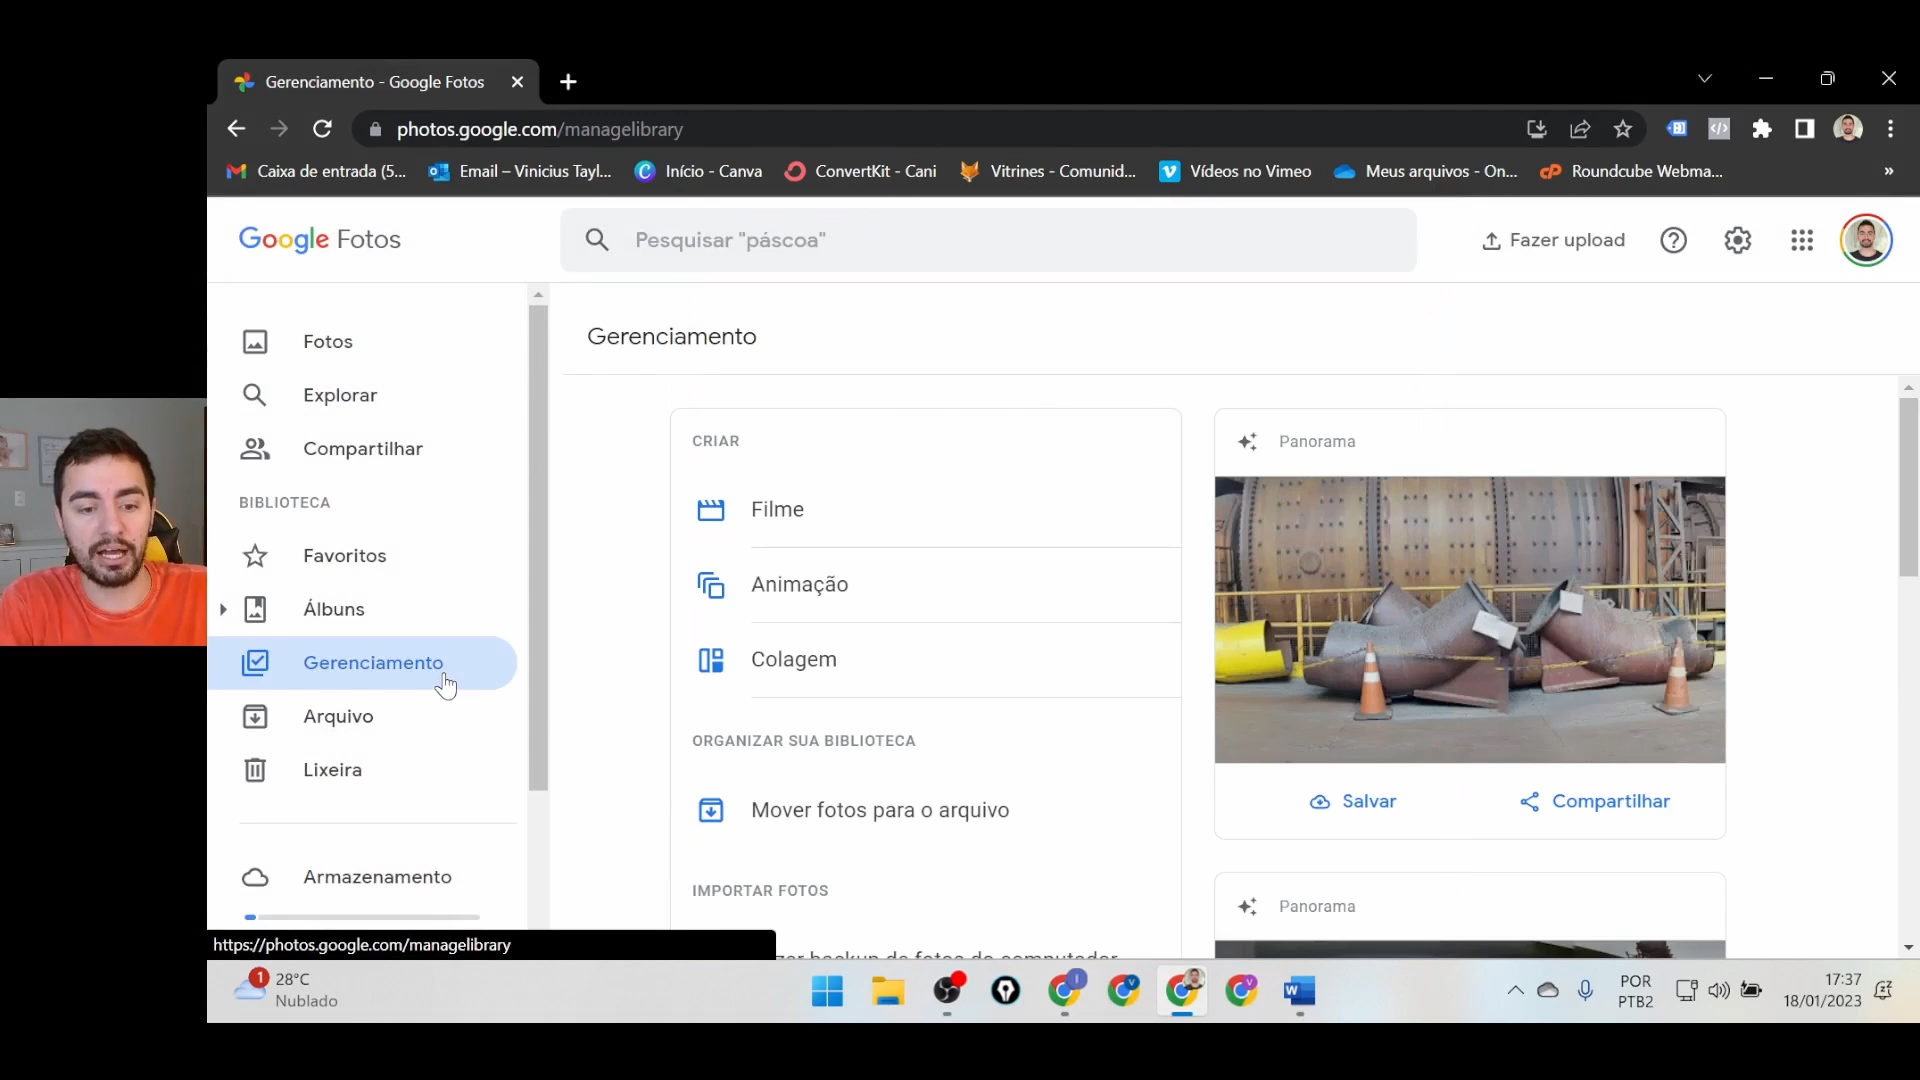 Gerenciamento - Google Fotos
photos.google.com/managelibrary
Caixa de entrada (5...
Email – Vinicius Tayl...
Início - Canva
ConvertKit - Cani
Vitrines - Comunid...
Vídeos no Vimeo
Meus arquivos - On...
Roundcube Webma...
»
Google Fotos
Pesquisar "páscoa"
Fazer upload
Fotos
Explorar
Compartilhar
BIBLIOTECA
Favoritos
Álbuns
Gerenciamento
Arquivo
Lixeira
Armazenamento
https://photos.google.com/managelibrary
Gerenciamento
CRIAR
Filme
Animação
Colagem
ORGANIZAR SUA BIBLIOTECA
Mover fotos para o arquivo
IMPORTAR FOTOS
Panorama
Salvar
Compartilhar
Panorama
1
28°C
Nublado
POR
PTB2
17:37
18/01/2023